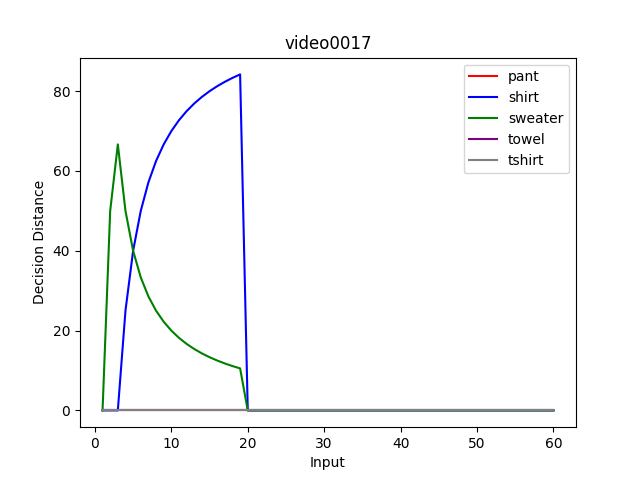 video0017
pant
shirt
sweater
towel
tshirt
80
60
40
20
0
Decision Distance
0 10 20 30 40 50 60
Input